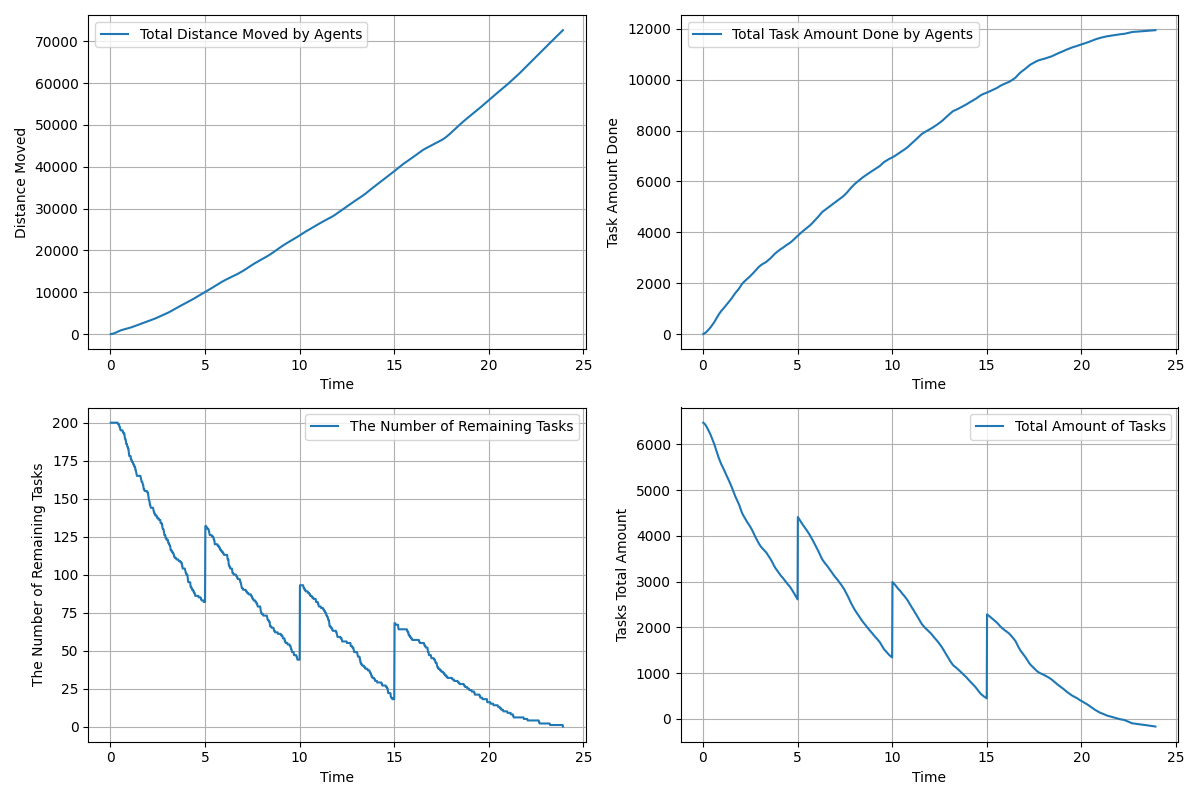 Total Distance Moved by Agents
Distance Moved
70000
60000
50000
40000
30000
20000
10000
0
0 5 10 15 20 25
Time
Total Task Amount Done by Agents
Task Amount Done
12000
10000
8000
6000
4000
2000
0
0 5 10 15 20 25
Time
The Number of Remaining Tasks
The Number of Remaining Tasks
200
175
150
125
100
75
50
25
0
0 5 10 15 20 25
Time
Total Amount of Tasks
Tasks Total Amount
6000
5000
4000
3000
2000
1000
0
0 5 10 15 20 25
Time